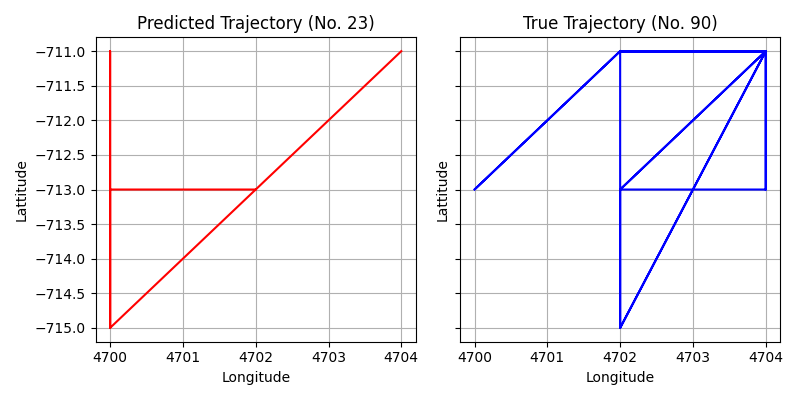 Predicted Trajectory (No. 23)
True Trajectory (No. 90)
Lattitude
−711.0
−711.5
−712.0
−712.5
−713.0
−713.5
−714.0
−714.5
−715.0
4700 4701 4702 4703 4704
Longitude
Lattitude
4700 4701 4702 4703 4704
Longitude